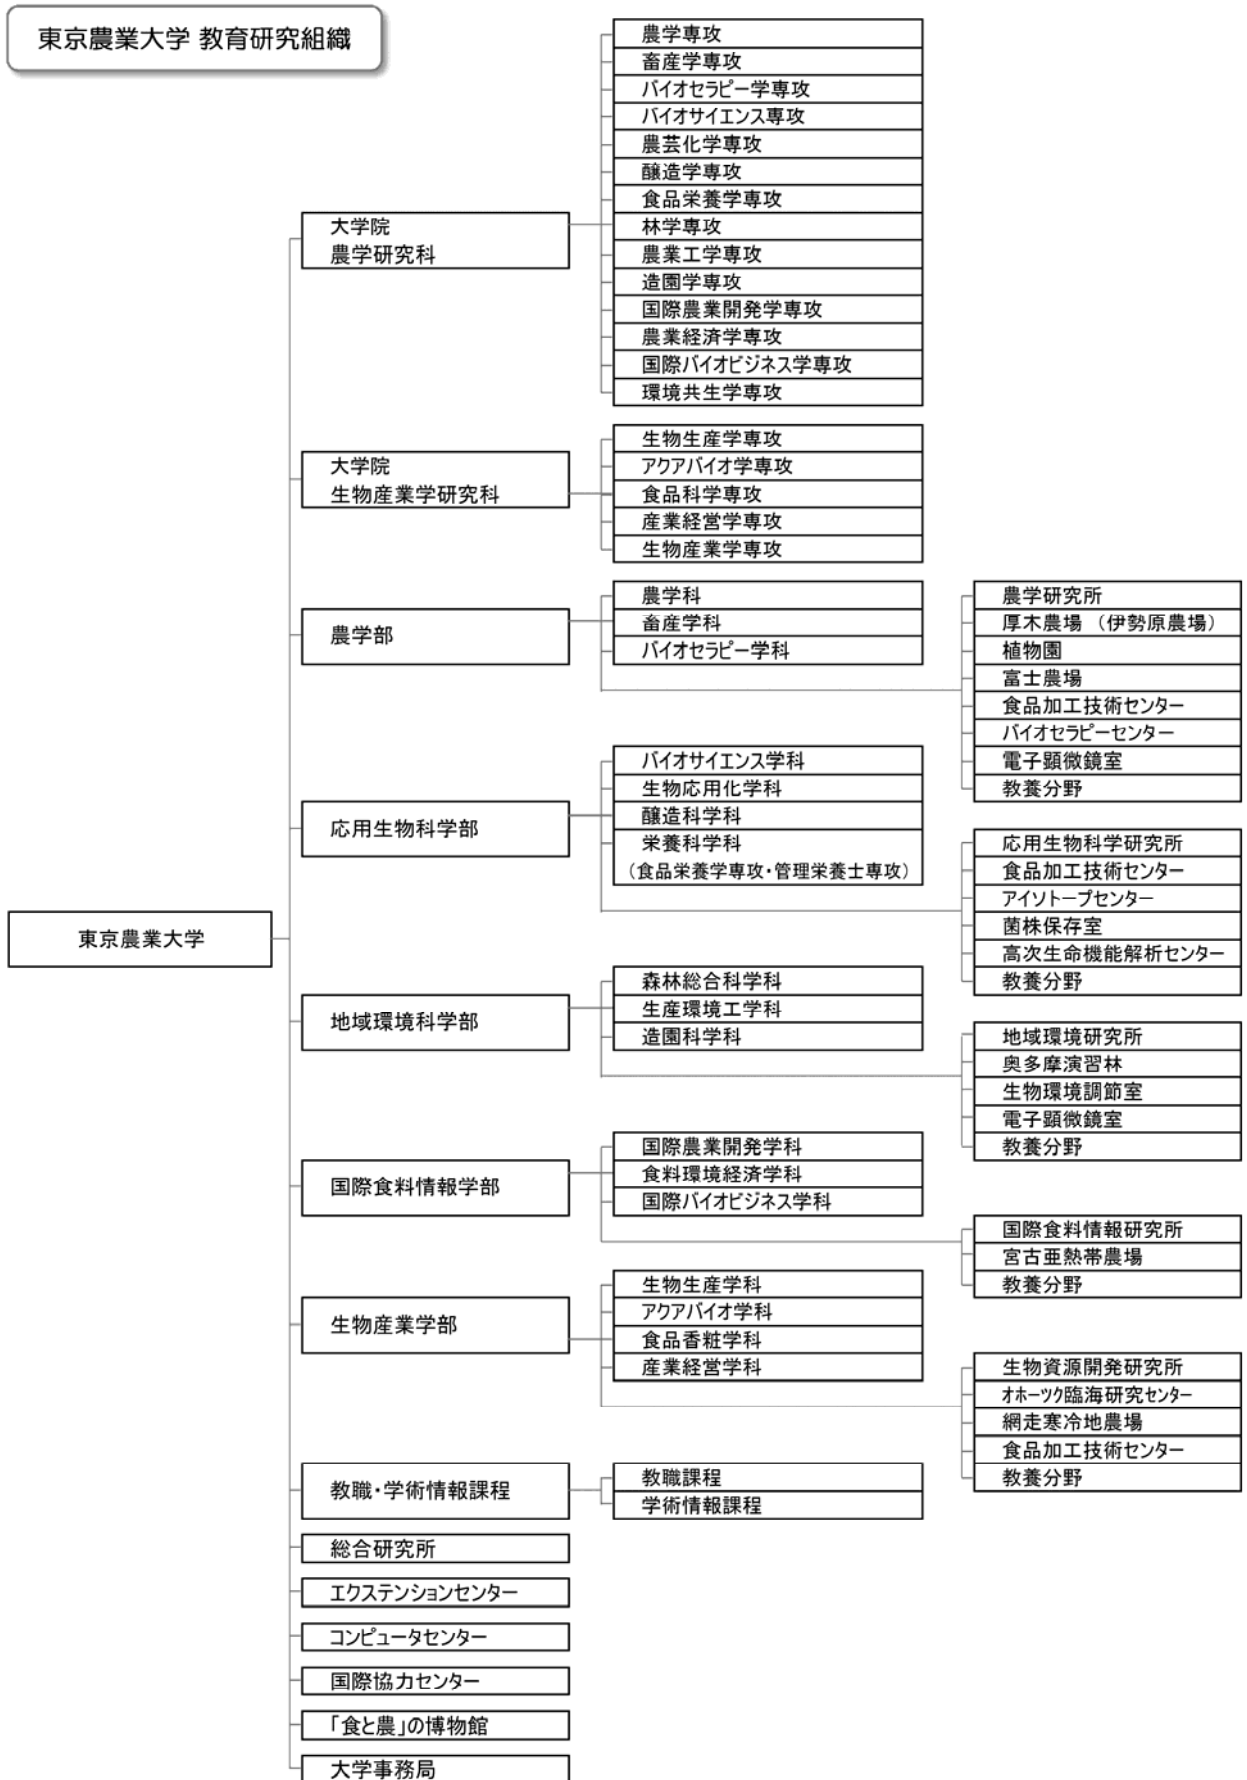 東京農業大学 教育研究組織
東京農業大学
大学院
農学研究科
農学専攻
畜産学専攻
バイオセラピー学専攻
バイオサイエンス専攻
農芸化学専攻
醸造学専攻
食品栄養学専攻
林学専攻
農業工学専攻
造園学専攻
国際農業開発学専攻
農業経済学専攻
国際バイオビジネス学専攻
環境共生学専攻
大学院
生物産業学研究科
生物生産学専攻
アクアバイオ学専攻
食品科学専攻
産業経営学専攻
生物産業学専攻
農学部
農学科
畜産学科
バイオセラピー学科
農学研究所
厚木農場 (伊勢原農場)
植物園
富士農場
食品加工技術センター
バイオセラピーセンター
電子顕微鏡室
教養分野
応用生物科学部
バイオサイエンス学科
生物応用化学科
醸造科学科
栄養科学科
(食品栄養学専攻・管理栄養士専攻)
応用生物科学研究所
食品加工技術センター
アイソトープセンター
菌株保存室
高次生命機能解析センター
教養分野
地域環境科学部
森林総合科学科
生産環境工学科
造園科学科
地域環境研究所
奥多摩演習林
生物環境調節室
電子顕微鏡室
教養分野
国際食料情報学部
国際農業開発学科
食料環境経済学科
国際バイオビジネス学科
国際食料情報研究所
宮古亜熱帯農場
教養分野
生物産業学部
生物生産学科
アクアバイオ学科
食品香粧学科
産業経営学科
生物資源開発研究所
オホーツク臨海研究センター
網走寒冷地農場
食品加工技術センター
教養分野
教職・学術情報課程
教職課程
学術情報課程
総合研究所
エクステンションセンター
コンピュータセンター
国際協力センター
「食と農」の博物館
大学事務局